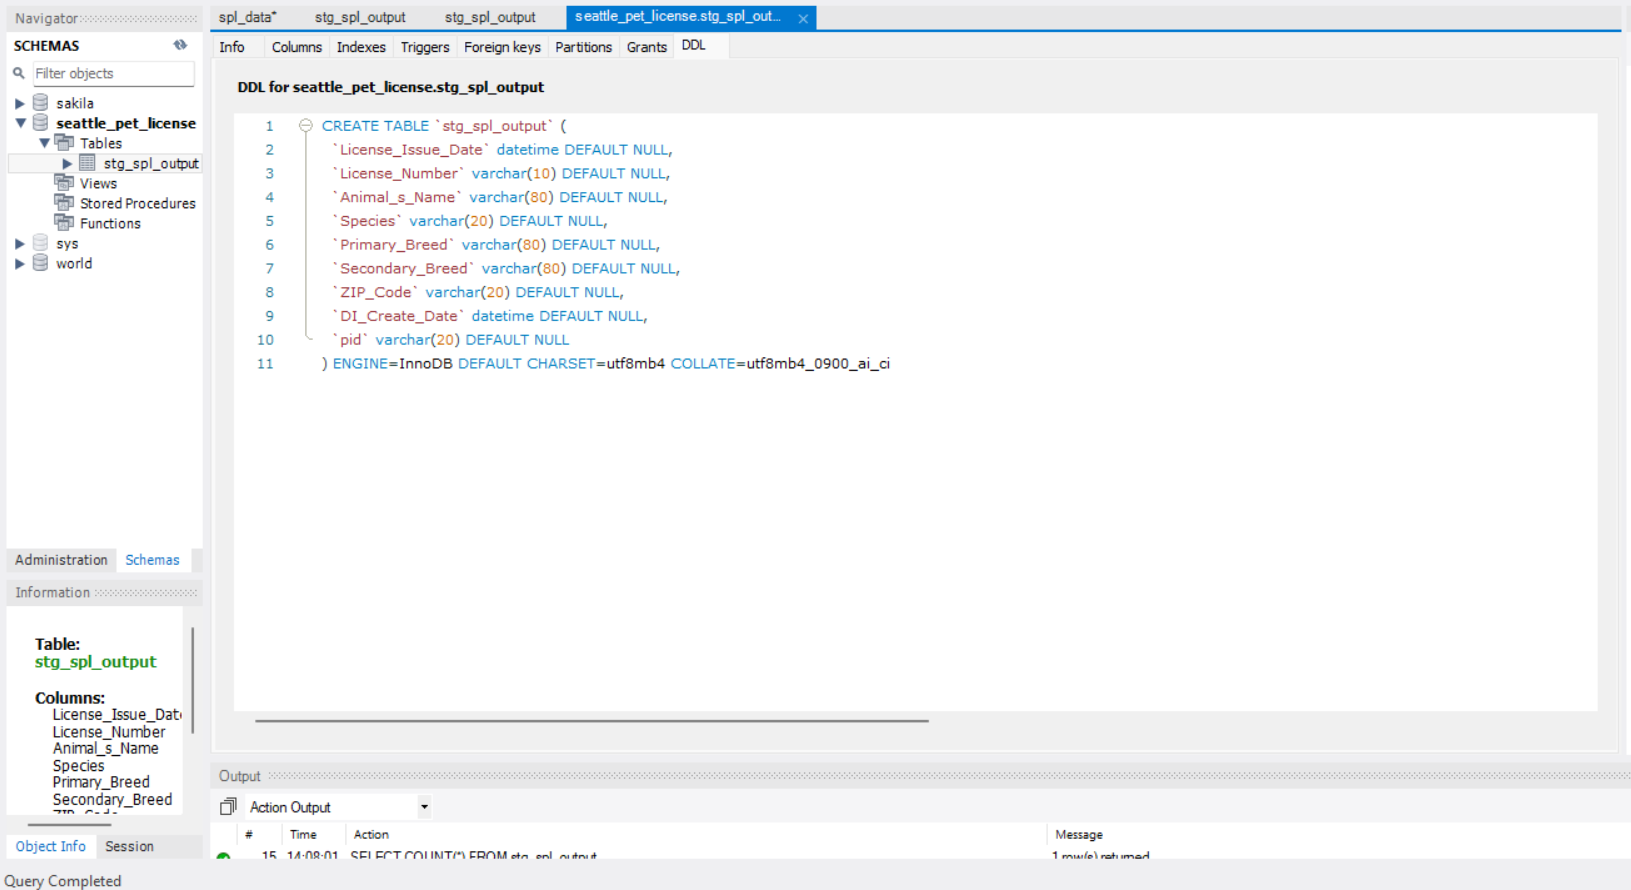 Navigator
SCHEMAS
Filter objects
sakila
seattle_pet_license
Tables
stg_spl_output
Views
Stored Procedures
Functions
sys
world
Administration Schemas
Information
Table:
stg_spl_output
Columns:
License_Issue_Dat
License_Number
Animal_s_Name
Species
Primary_Breed
Secondary_Breed
ZIP_Code
Object Info Session
Query Completed
spl_data* stg_spl_output stg_spl_output seattle_pet_license.stg_spl_out...
Info Columns Indexes Triggers Foreign keys Partitions Grants DDL
DDL for seattle_pet_license.stg_spl_output
1 CREATE TABLE `stg_spl_output` (
2 `License_Issue_Date` datetime DEFAULT NULL,
3 `License_Number` varchar(10) DEFAULT NULL,
4 `Animal_s_Name` varchar(80) DEFAULT NULL,
5 `Species` varchar(20) DEFAULT NULL,
6 `Primary_Breed` varchar(80) DEFAULT NULL,
7 `Secondary_Breed` varchar(80) DEFAULT NULL,
8 `ZIP_Code` varchar(20) DEFAULT NULL,
9 `DI_Create_Date` datetime DEFAULT NULL,
10 `pid` varchar(20) DEFAULT NULL
11 ) ENGINE=InnoDB DEFAULT CHARSET=utf8mb4 COLLATE=utf8mb4_0900_ai_ci
Output
Action Output
# Time Action Message
15 14:08:01 SELECT COUNT(*) FROM stg_spl_output 1 row(s) returned